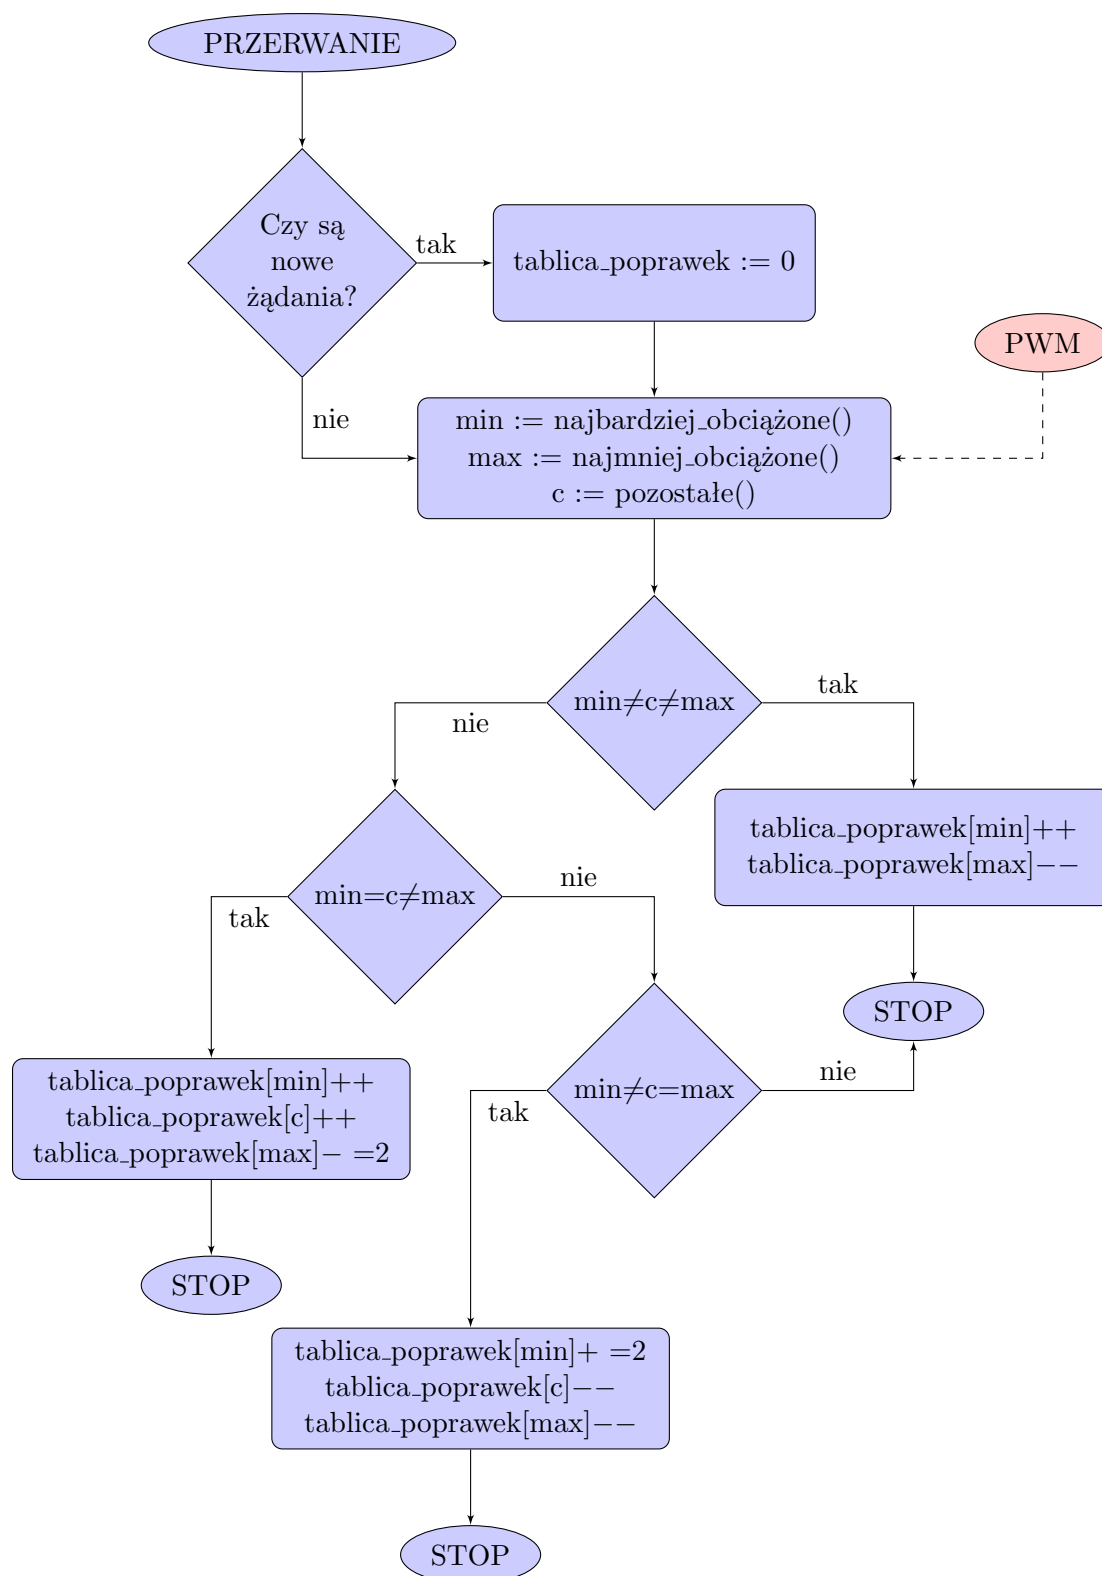 PRZERWANIE
Czy są
nowe
żądania?
tak
tablica_poprawek := 0
PWM
nie
min := najbardziej_obciążone()
max := najmniej_obciążone()
c := pozostałe()
min≠c≠max
tak
nie
tablica_poprawek[min]++
tablica_poprawek[max]−−
min=c≠max
nie
tak
STOP
tablica_poprawek[min]++
tablica_poprawek[c]++
tablica_poprawek[max]− =2
min≠c=max
nie
tak
STOP
tablica_poprawek[min]+ =2
tablica_poprawek[c]−−
tablica_poprawek[max]−−
STOP